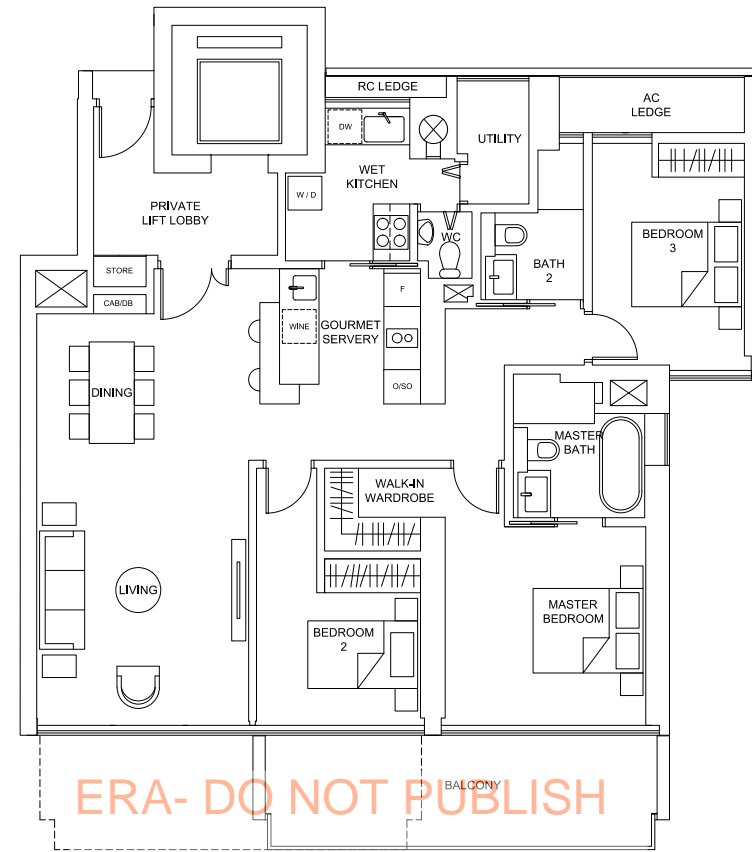 RC LEDGE
AC
LEDGE
DW
UTILITY
WET
KITCHEN
W / D
PRIVATE
LIFT LOBBY
WC
BEDROOM
3
BATH
2
STORE
CAB/DB
F
WINE
GOURMET
SERVERY
O/SO
DINING
MASTER
BATH
WALK-IN
WARDROBE
LIVING
MASTER
BEDROOM
BEDROOM
2
BALCONY
ERA- DO NOT PUBLISH